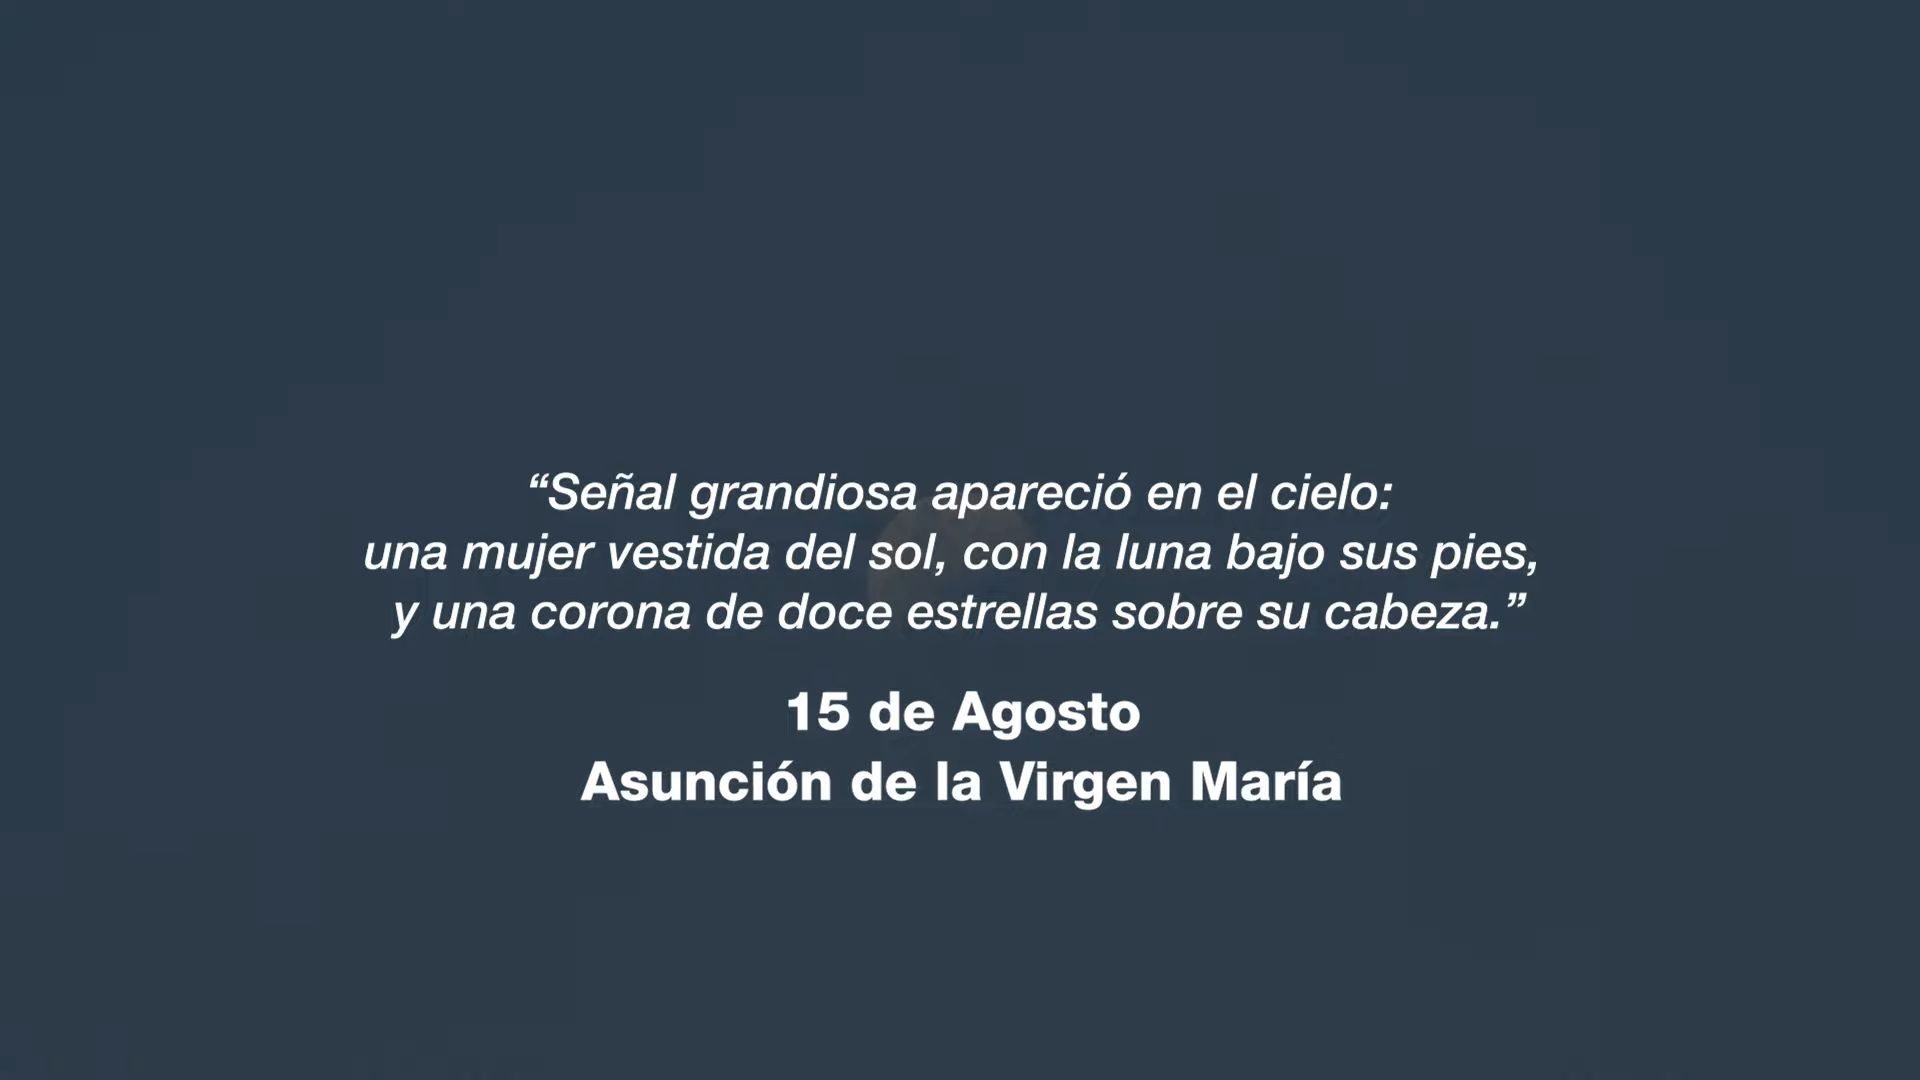 “Señal grandiosa apareció en el cielo:
una mujer vestida del sol, con la luna bajo sus pies,
y una corona de doce estrellas sobre su cabeza.”
15 de Agosto
Asunción de la Virgen María